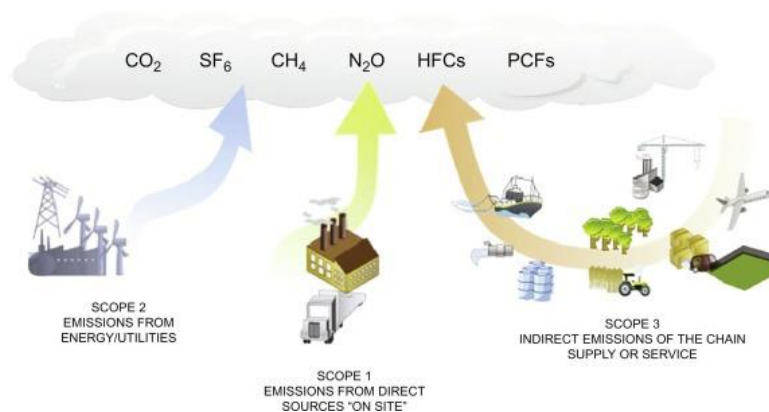 CO₂ SF₆ CH₄ N₂O HFCs PCFs
SCOPE 2
EMISSIONS FROM
ENERGY/UTILITIES
SCOPE 1
EMISSIONS FROM DIRECT
SOURCES “ON SITE”
SCOPE 3
INDIRECT EMISSIONS OF THE CHAIN
SUPPLY OR SERVICE